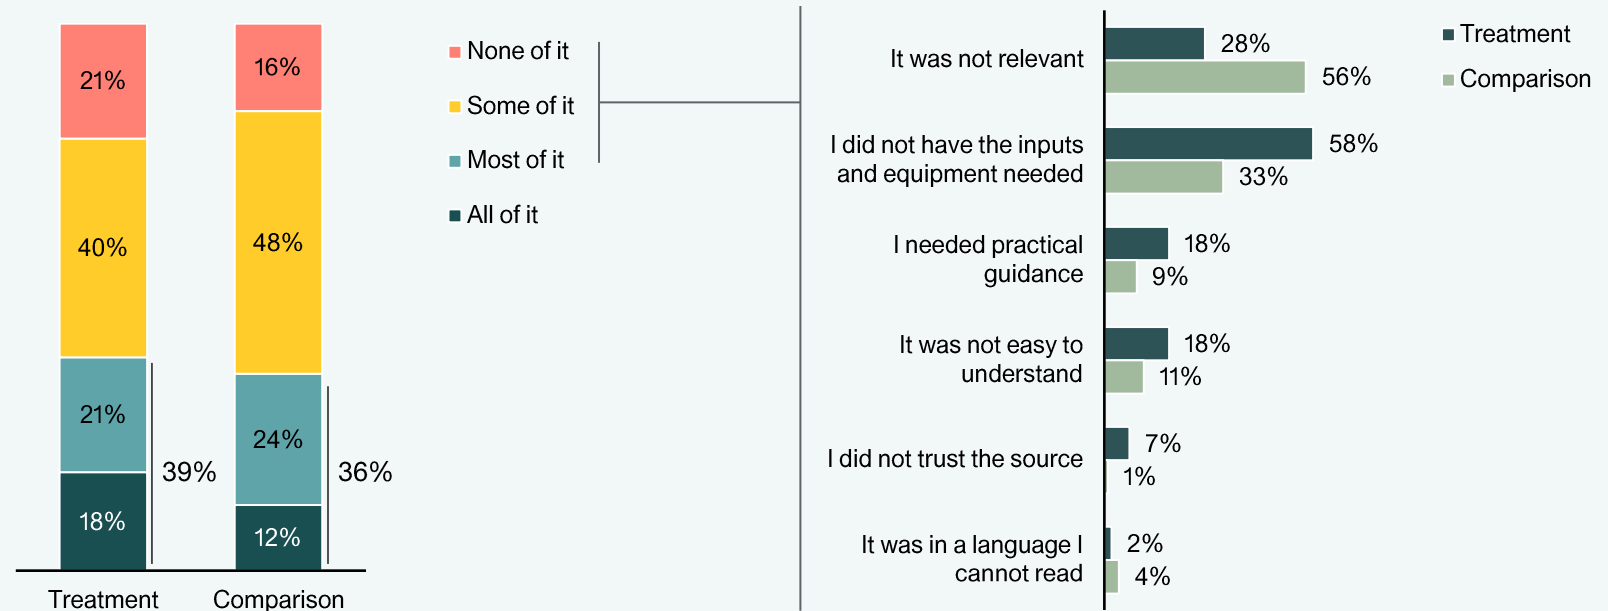 21%
40%
21%
18%
39%
Treatment
16%
48%
24%
12%
36%
Comparison
None of it
Some of it
Most of it
All of it
It was not relevant
28%
56%
I did not have the inputs
and equipment needed
58%
33%
I needed practical
guidance
18%
9%
It was not easy to
understand
18%
11%
I did not trust the source
7%
1%
It was in a language I
cannot read
2%
4%
Treatment
Comparison